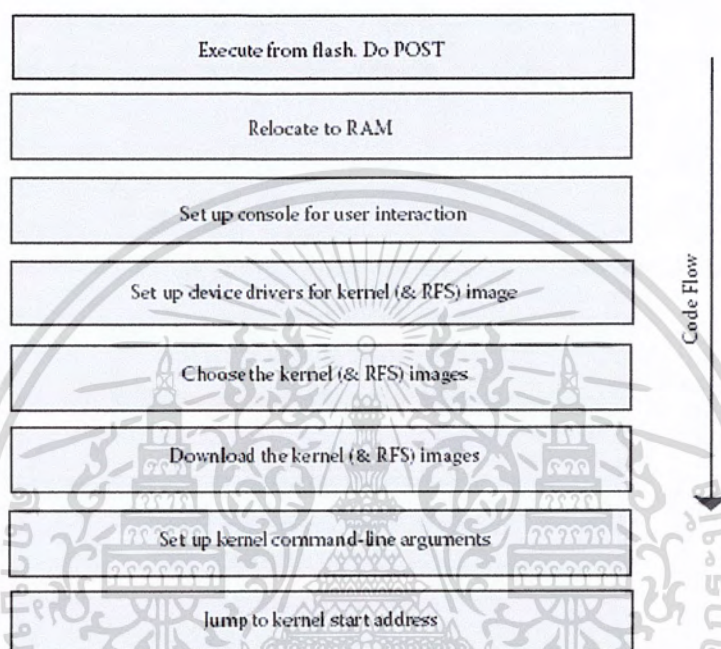 Execute from flash. Do POST
Relocate to RAM
Set up console for user interaction
Set up device drivers for kernel (& RFS) image
Choose the kernel (& RFS) images
Download the kernel (& RFS) images
Set up kernel command-line arguments
Jump to kernel start address
Code Flow